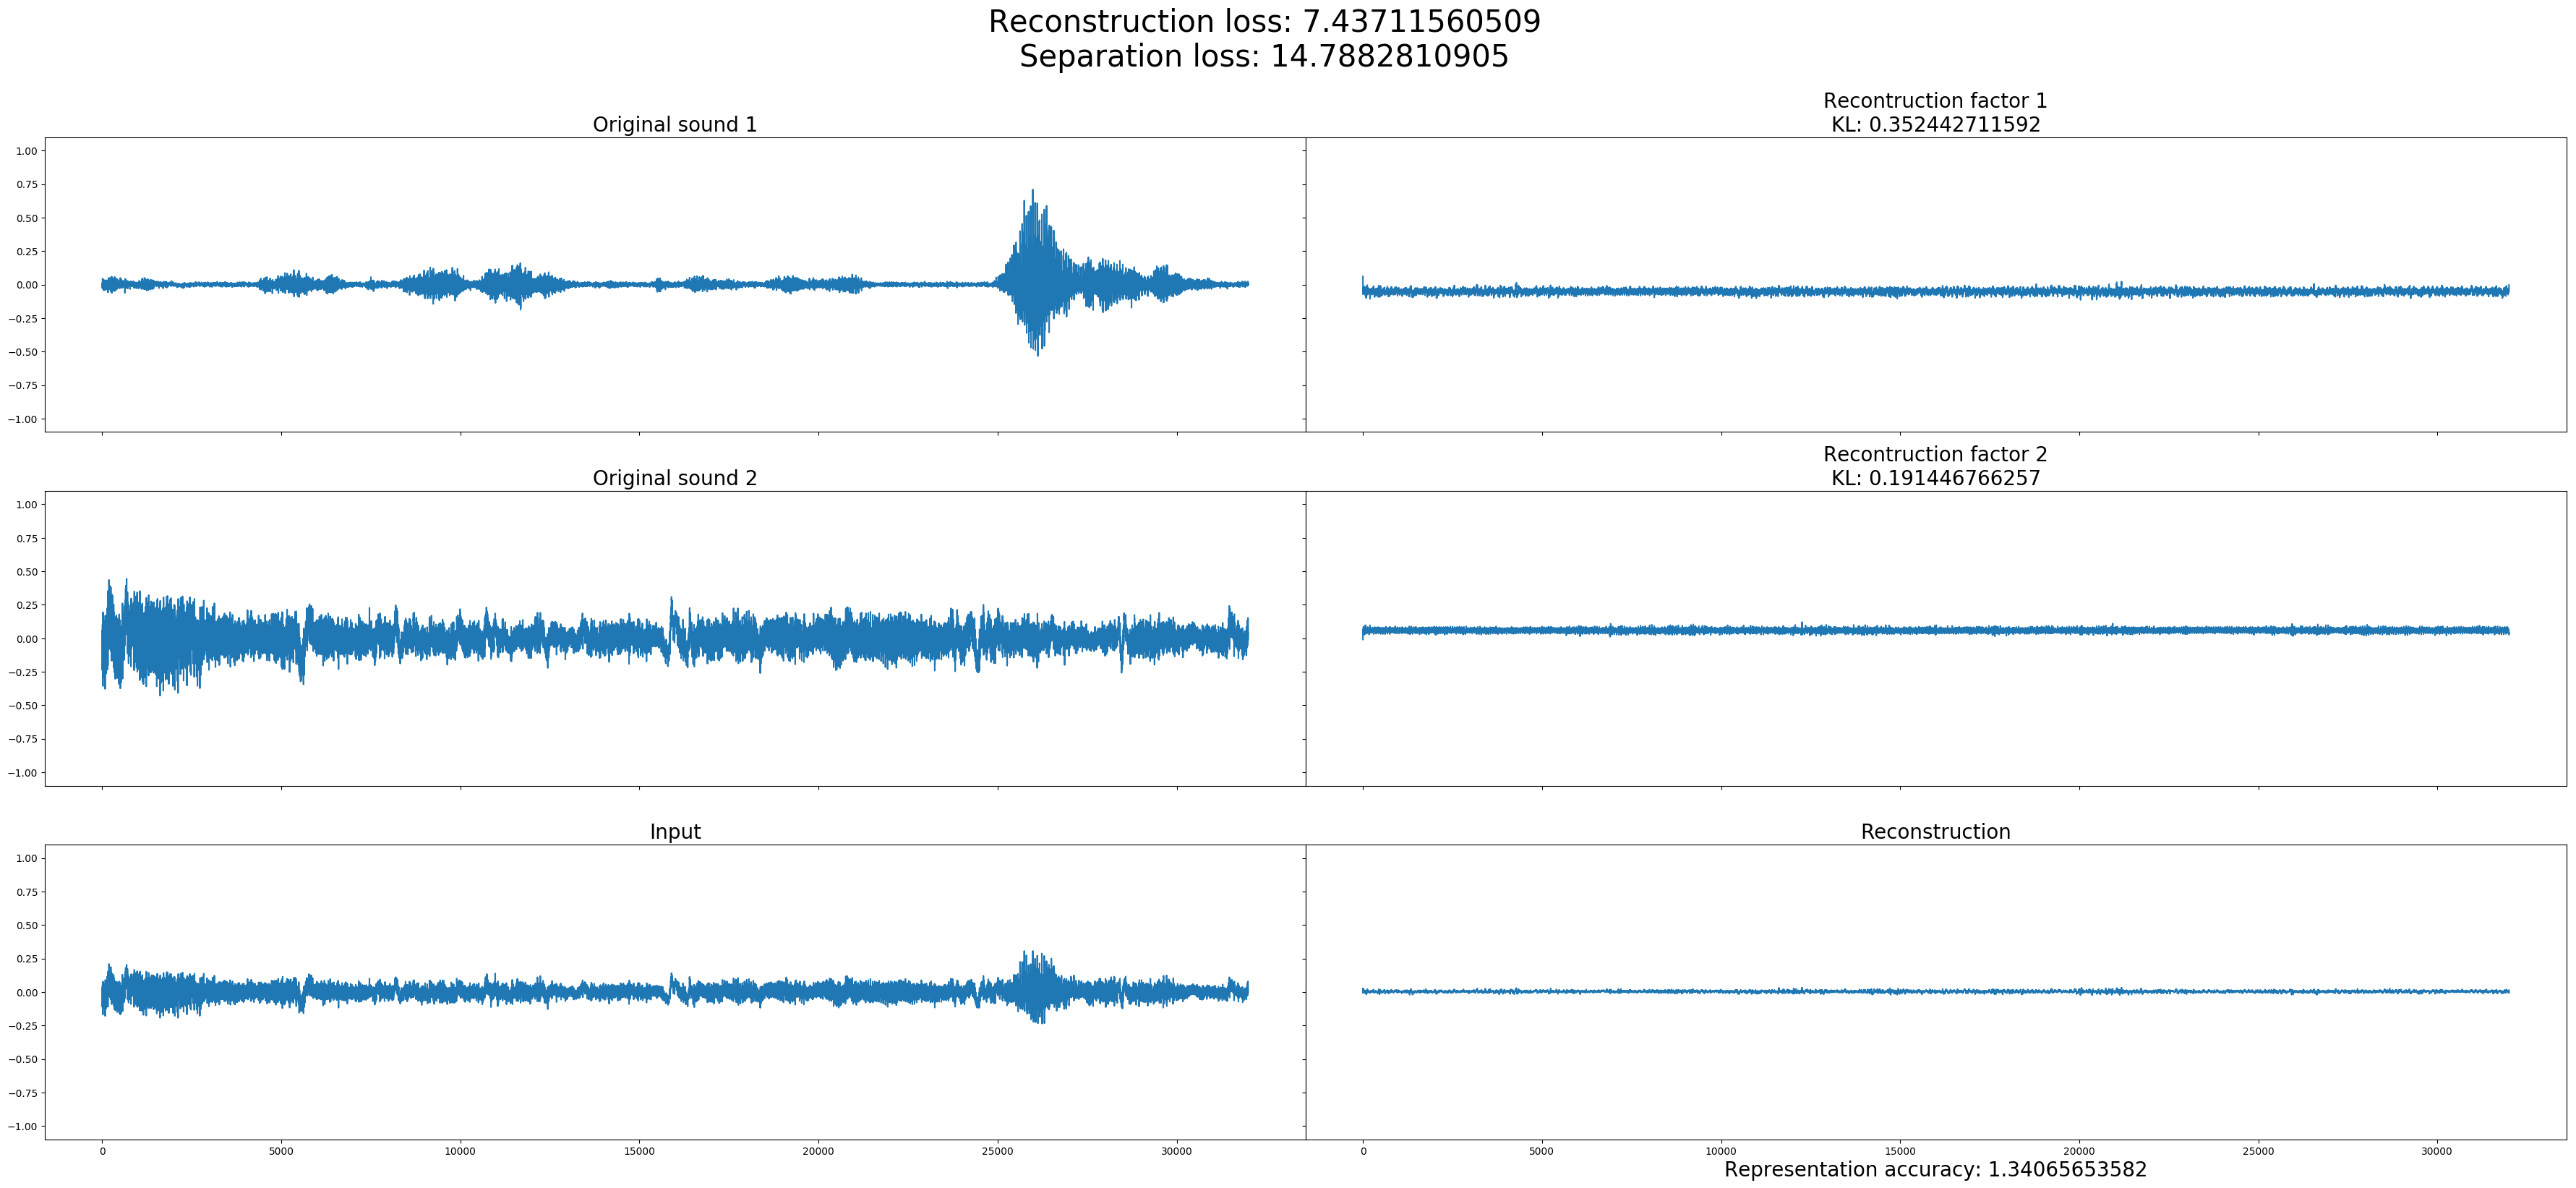 Reconstruction loss: 7.43711560509
Separation loss: 14.7882810905
Original sound 1
Recontruction factor 1
KL: 0.352442711592
1.00
0.75
0.50
0.25
0.00
−0.25
−0.50
−0.75
−1.00
Original sound 2
Recontruction factor 2
KL: 0.191446766257
1.00
0.75
0.50
0.25
0.00
−0.25
−0.50
−0.75
−1.00
Input
Reconstruction
1.00
0.75
0.50
0.25
0.00
−0.25
−0.50
−0.75
−1.00
0 5000 10000 15000 20000 25000 30000
0 5000 10000 15000 20000 25000 30000
Representation accuracy: 1.34065653582